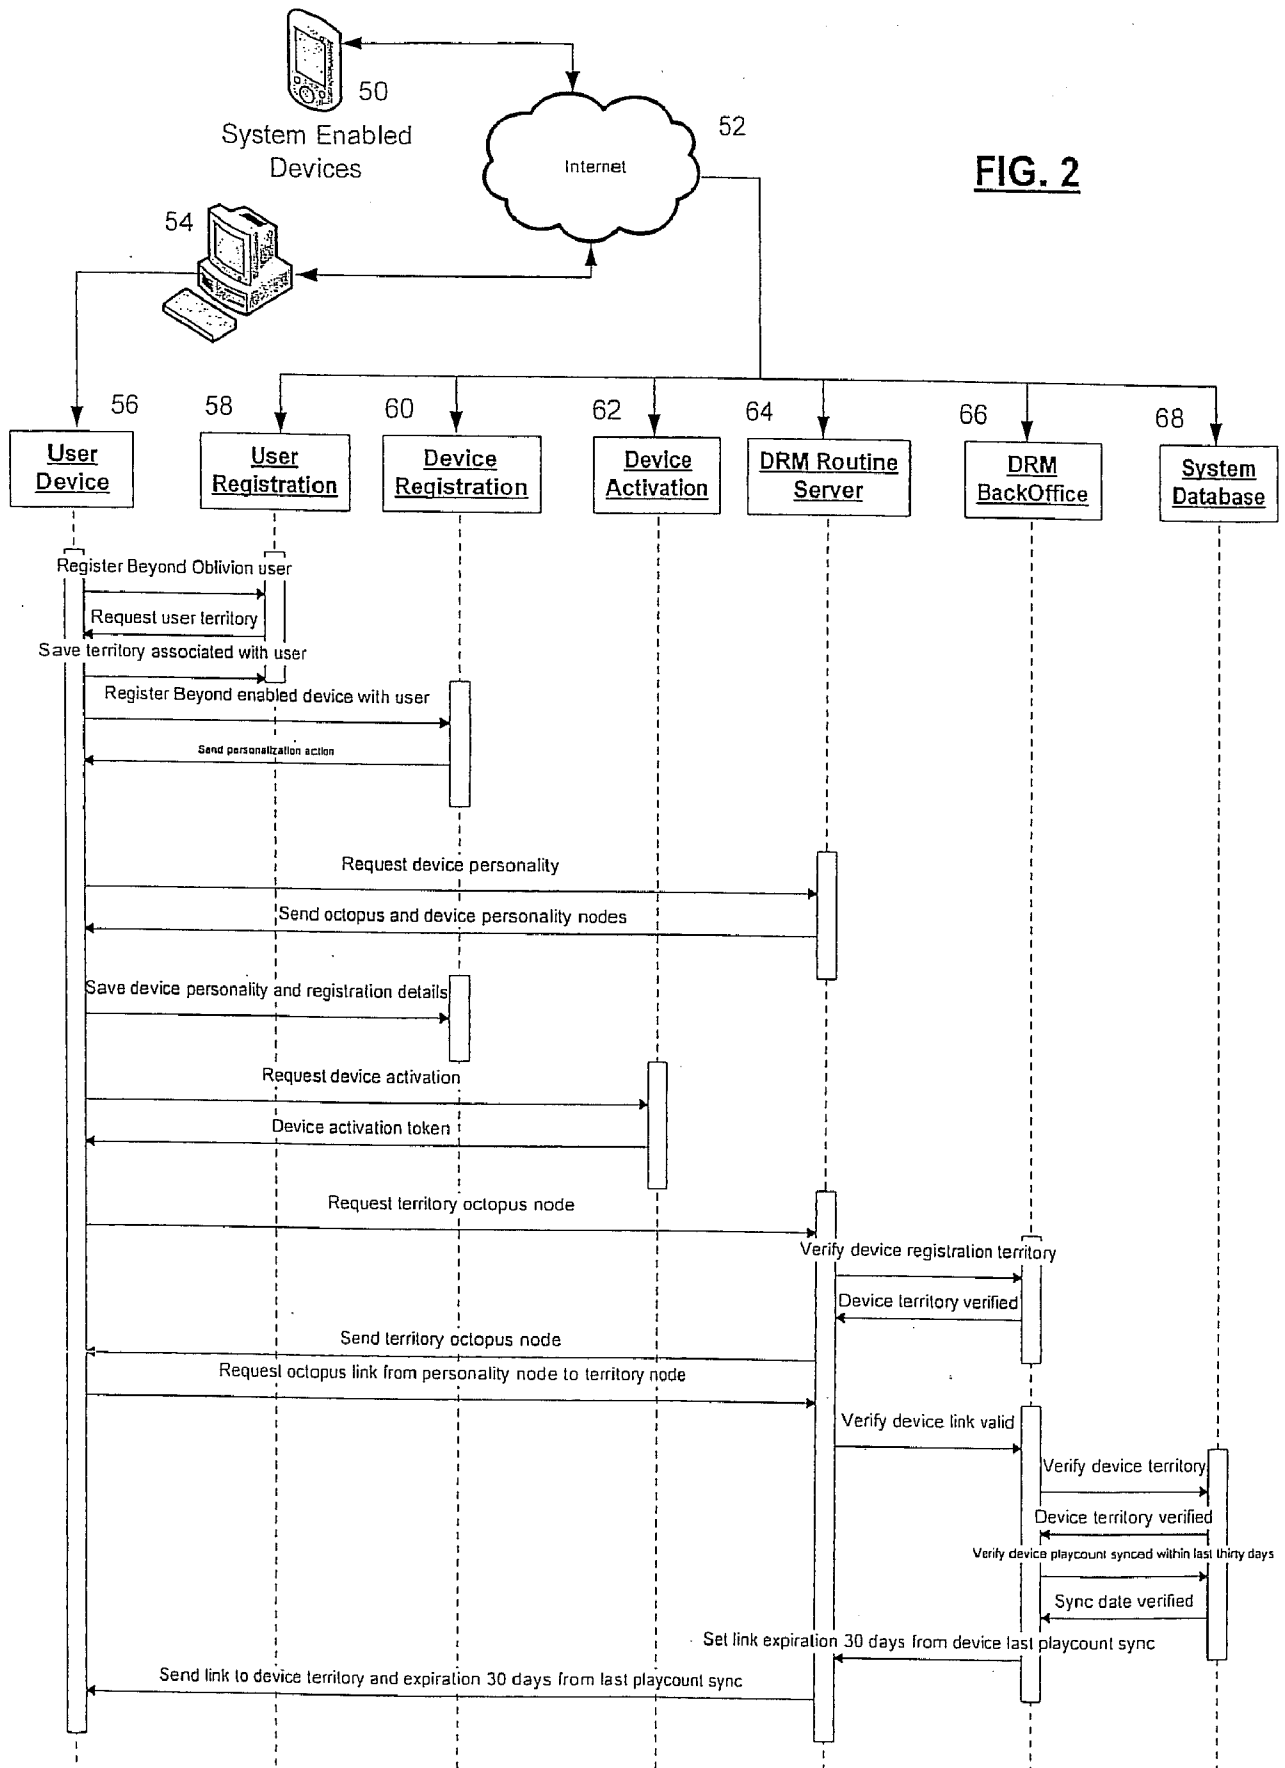 50
System Enabled
Devices
52
Internet
FIG. 2
54
56
58
60
62
64
66
68
User
Device
User
Registration
Device
Registration
Device
Activation
DRM Routine
Server
DRM
BackOffice
System
Database
Register Beyond Oblivion user
Request user territory
Save territory associated with user
Register Beyond enabled device with user
Send personalization action
Request device personality
Send octopus and device personality nodes
Save device personality and registration details
Request device activation
Device activation token
Request territory octopus node
Verify device registration territory
Device territory verified
Send territory octopus node
Request octopus link from personality node to territory node
Verify device link valid
Verify device territory
Device territory verified
Verify device playcount synced within last thirty days
Sync date verified
Set link expiration 30 days from device last playcount sync
Send link to device territory and expiration 30 days from last playcount sync